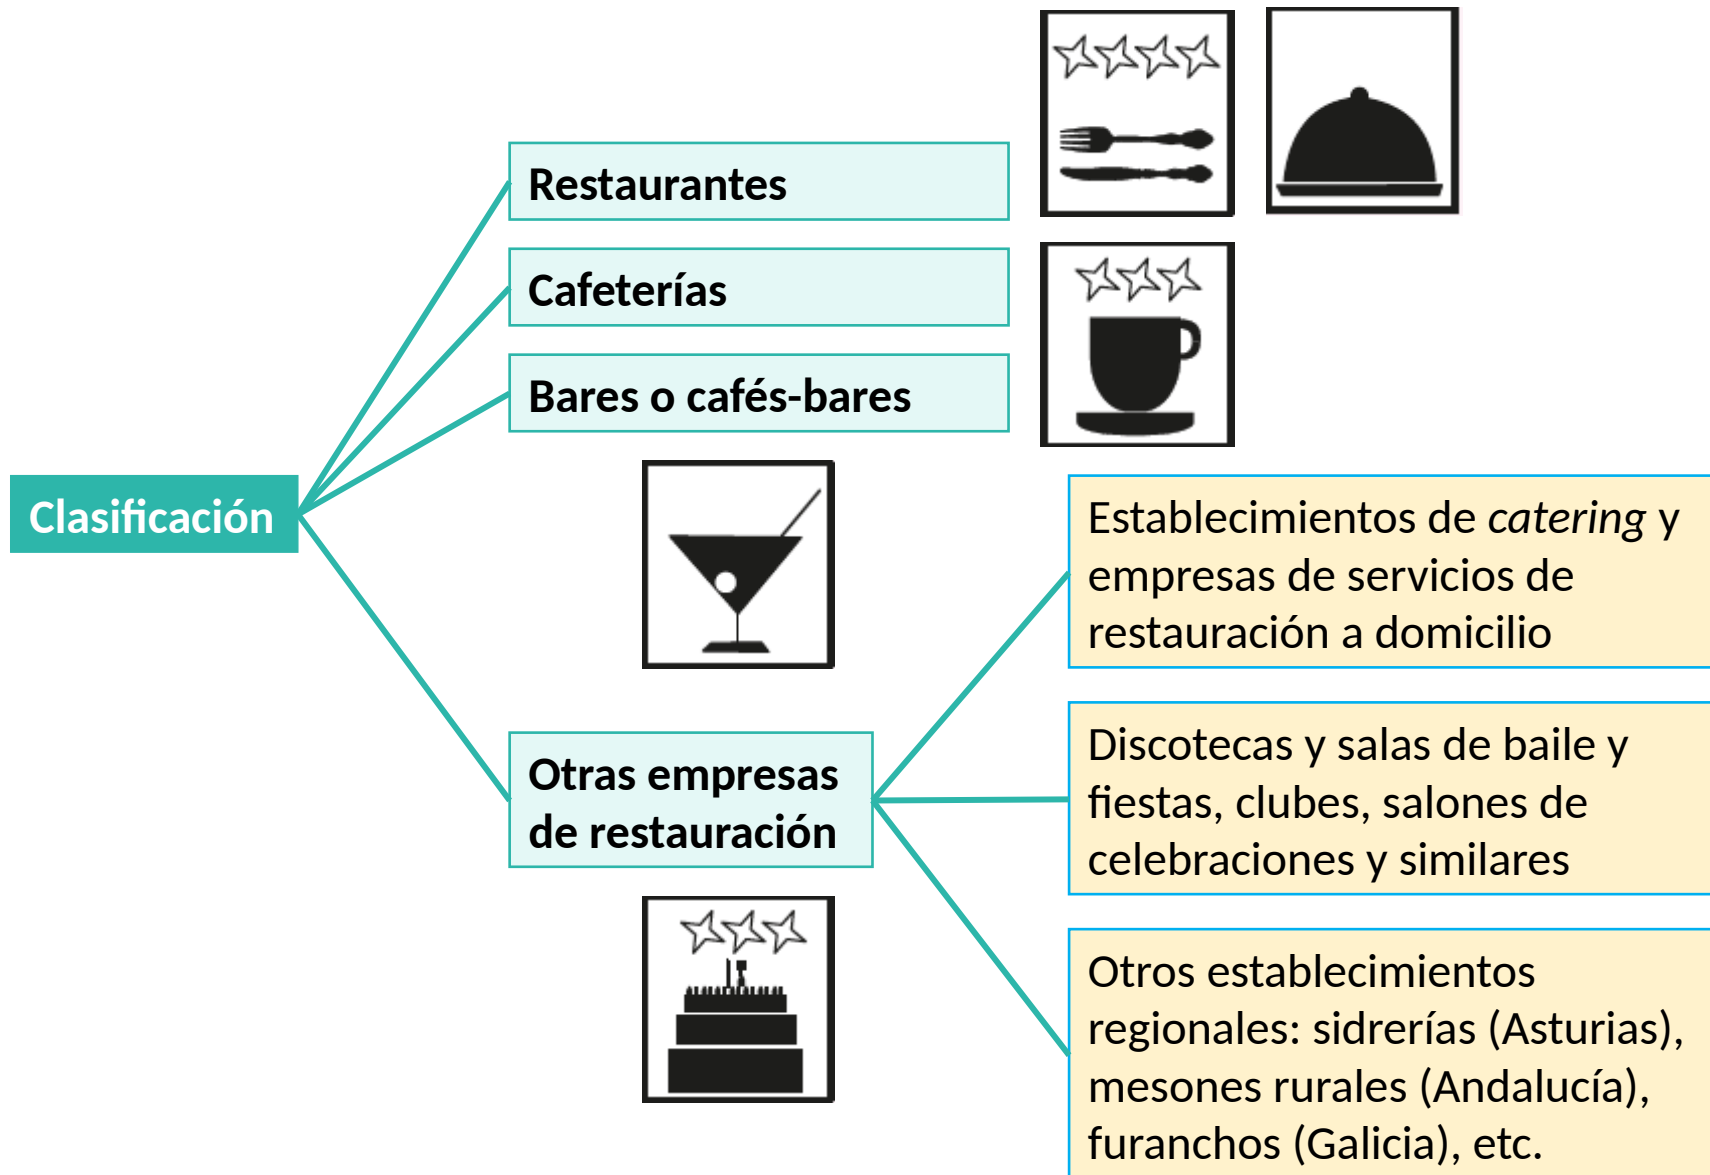 Clasificación
Restaurantes
Cafeterías
Bares o cafés-bares
Otras empresas
de restauración
Establecimientos de catering y
empresas de servicios de
restauración a domicilio
Discotecas y salas de baile y
fiestas, clubes, salones de
celebraciones y similares
Otros establecimientos
regionales: sidrerías (Asturias),
mesones rurales (Andalucía),
furanchos (Galicia), etc.